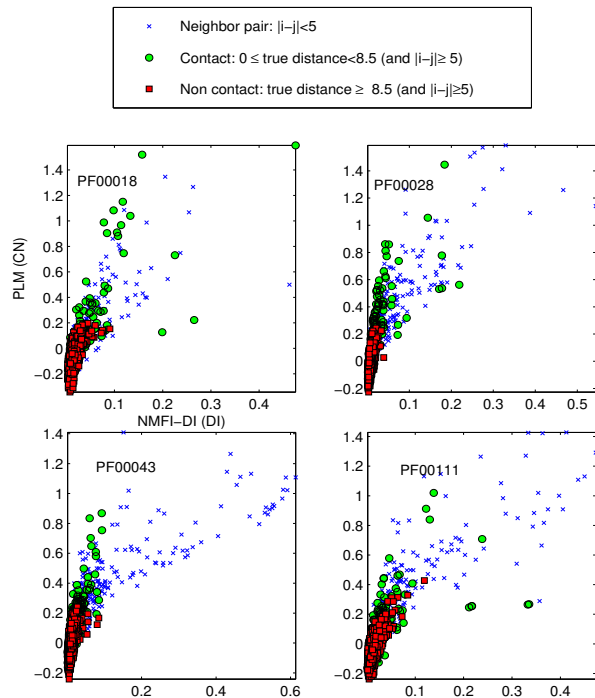 Neighbor pair: |i−j|<5
Contact: 0 ≤ true distance<8.5 (and |i−j|≥ 5)
Non contact: true distance ≥ 8.5 (and |i−j|≥5)
PF00018
PLM (CN)
1.4
1.2
1
0.8
0.6
0.4
0.2
0
−0.2
0.1 0.2 0.3 0.4
NMFI−DI (DI)
PF00028
1.4
1.2
1
0.8
0.6
0.4
0.2
0
−0.2
0.1 0.2 0.3 0.4 0.5
PF00043
1.4
1.2
1
0.8
0.6
0.4
0.2
0
−0.2
0.2 0.4 0.6
PF00111
1.4
1.2
1
0.8
0.6
0.4
0.2
0
−0.2
0.1 0.2 0.3 0.4